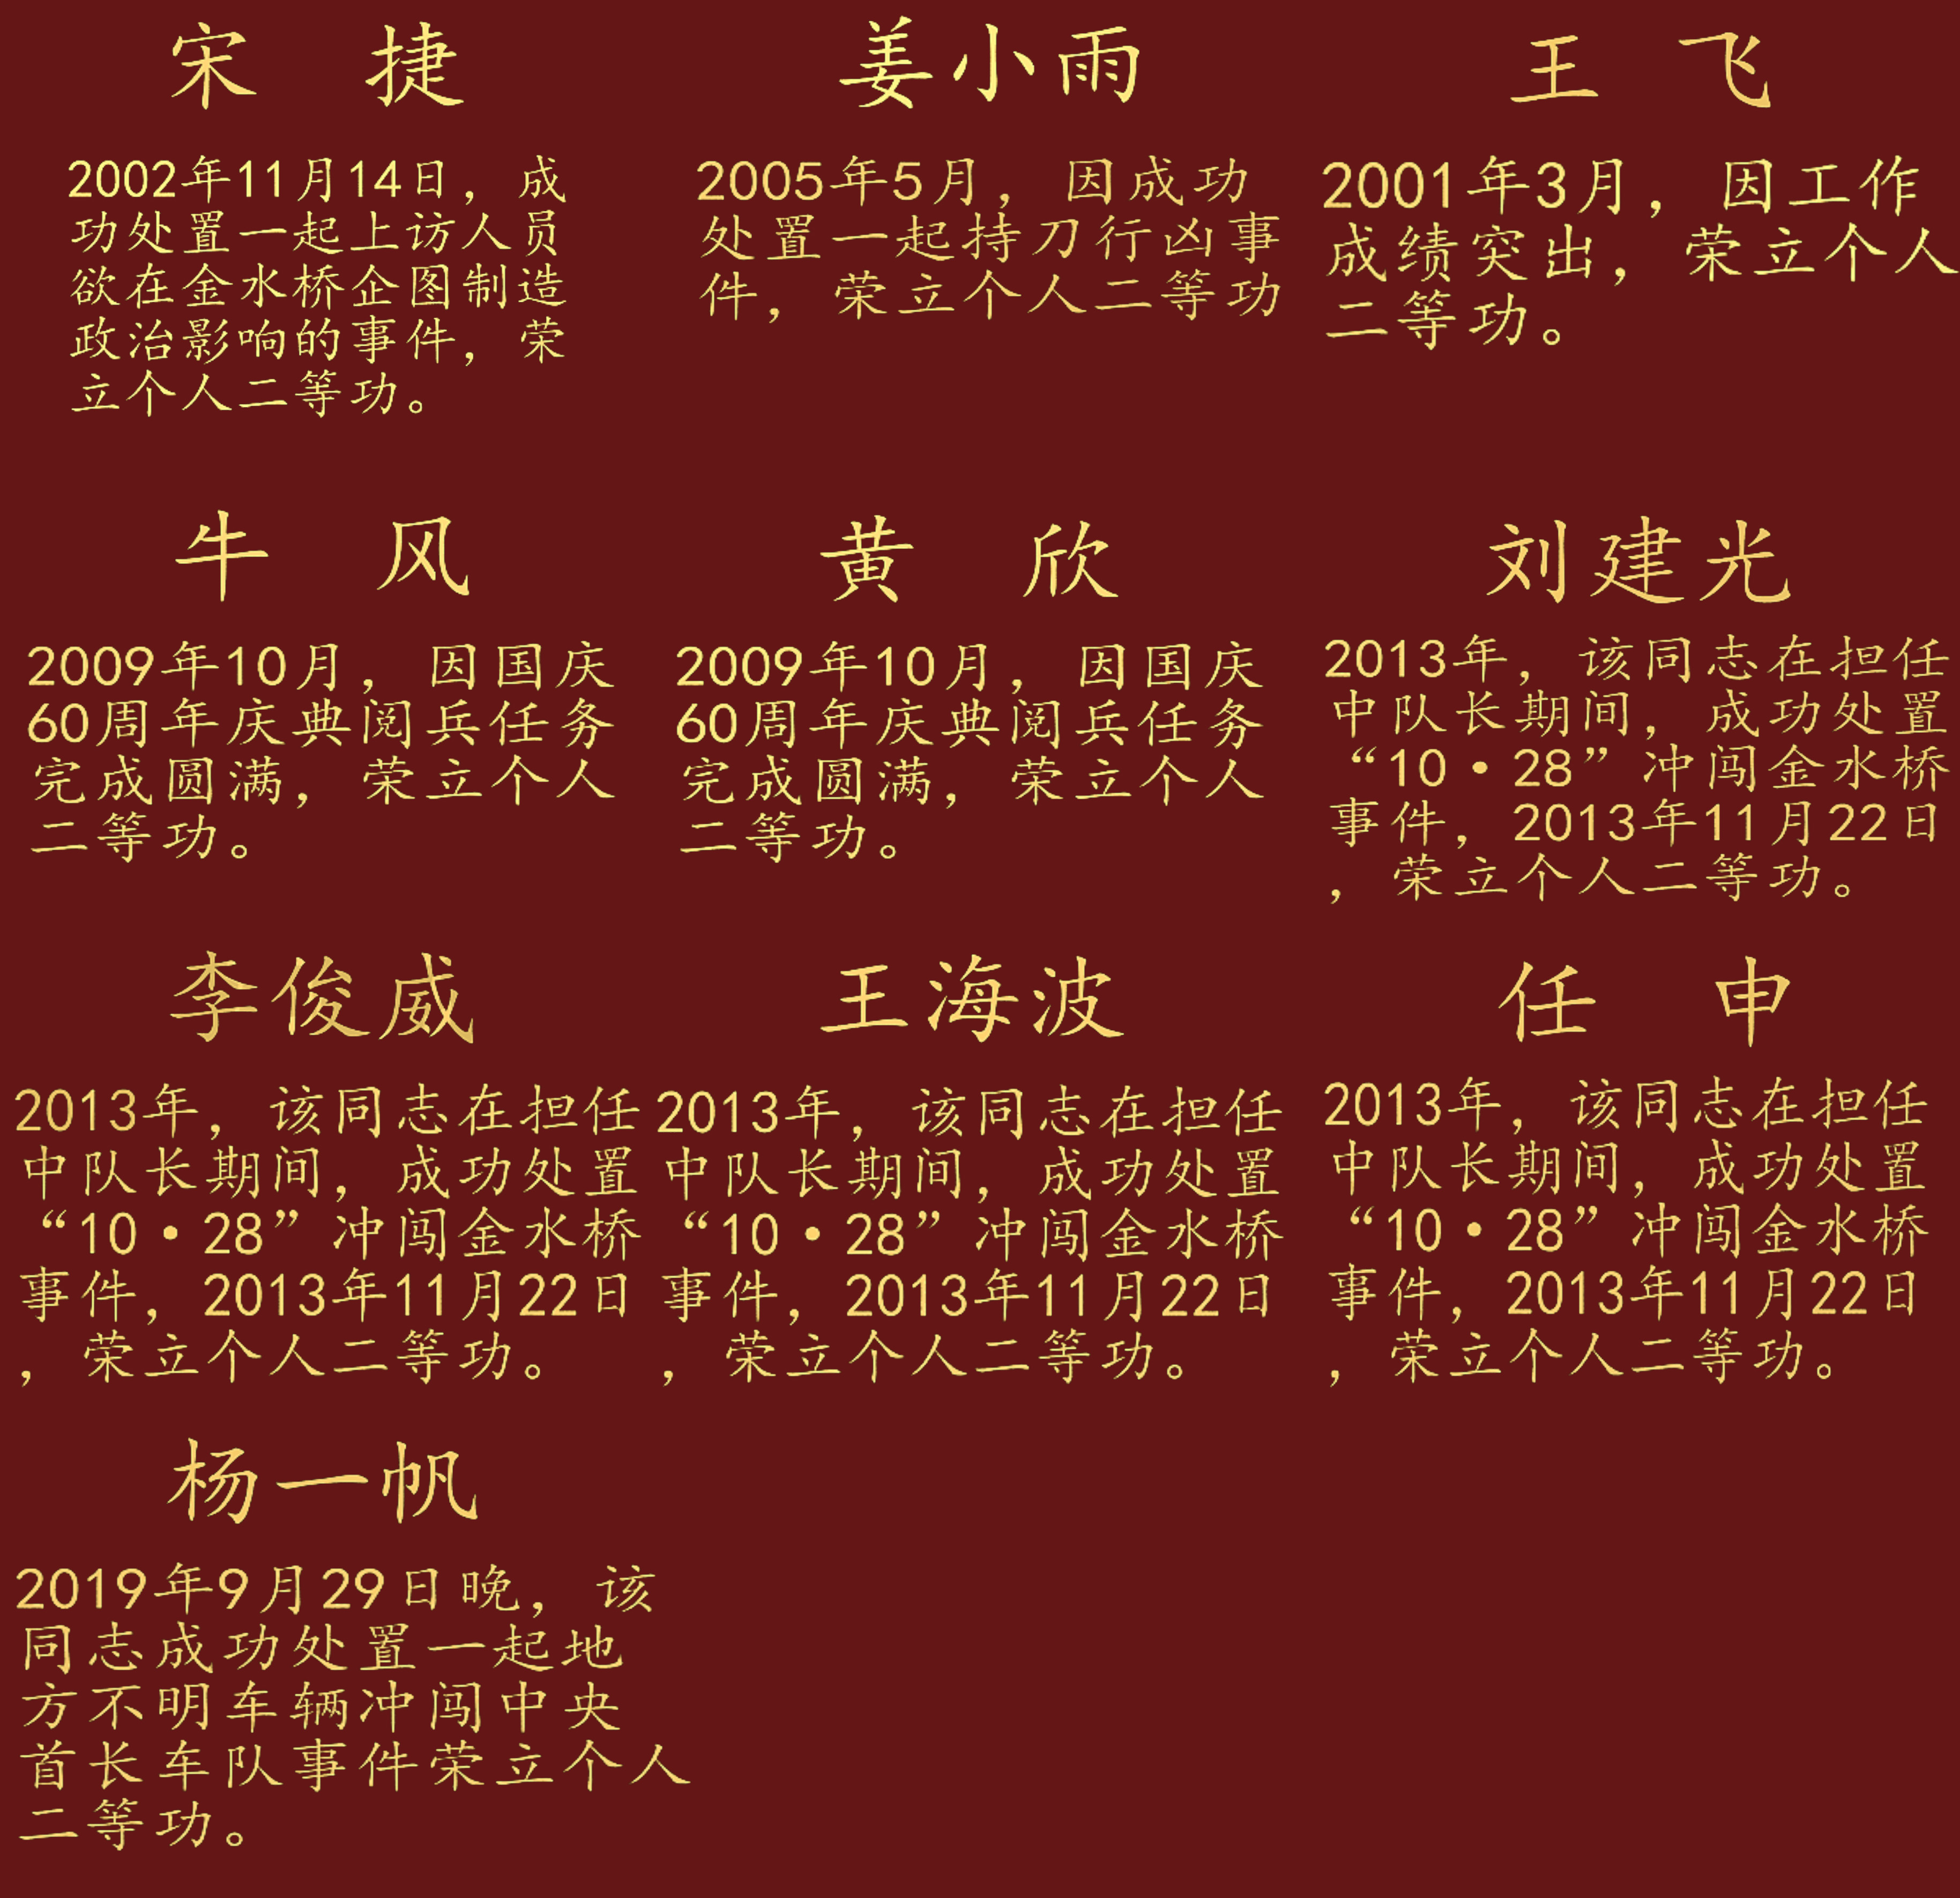 宋 捷
2002年11月14日，成
功处置一起上访人员
欲在金水桥企图制造
政治影响的事件，荣
立个人二等功。
姜小雨
2005年5月，因成功
处置一起持刀行凶事
件，荣立个人二等功
王 飞
2001年3月，因工作
成绩突出，荣立个人
二等功。
牛 风
2009年10月，因国庆
60周年庆典阅兵任务
完成圆满，荣立个人
二等功。
黄 欣
2009年10月，因国庆
60周年庆典阅兵任务
完成圆满，荣立个人
二等功。
刘建光
2013年，该同志在担任
中队长期间，成功处置
“10·28”冲闯金水桥
事件，2013年11月22日
，荣立个人二等功。
李俊威
2013年，该同志在担任
中队长期间，成功处置
“10·28”冲闯金水桥
事件，2013年11月22日
，荣立个人二等功。
王海波
2013年，该同志在担任
中队长期间，成功处置
“10·28”冲闯金水桥
事件，2013年11月22日
，荣立个人二等功。
任 申
2013年，该同志在担任
中队长期间，成功处置
“10·28”冲闯金水桥
事件，2013年11月22日
，荣立个人二等功。
杨一帆
2019年9月29日晚，该
同志成功处置一起地
方不明车辆冲闯中央
首长车队事件荣立个人
二等功。